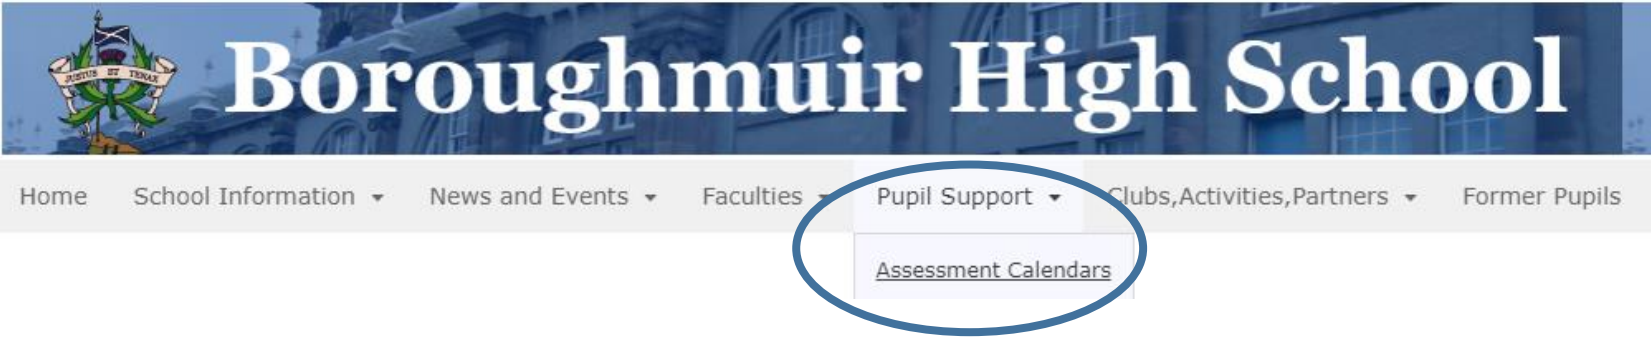 JUSTUS ET TENAX
Boroughmuir High School
Home School Information News and Events Faculties Pupil Support Clubs,Activities,Partners Former Pupils
Assessment Calendars